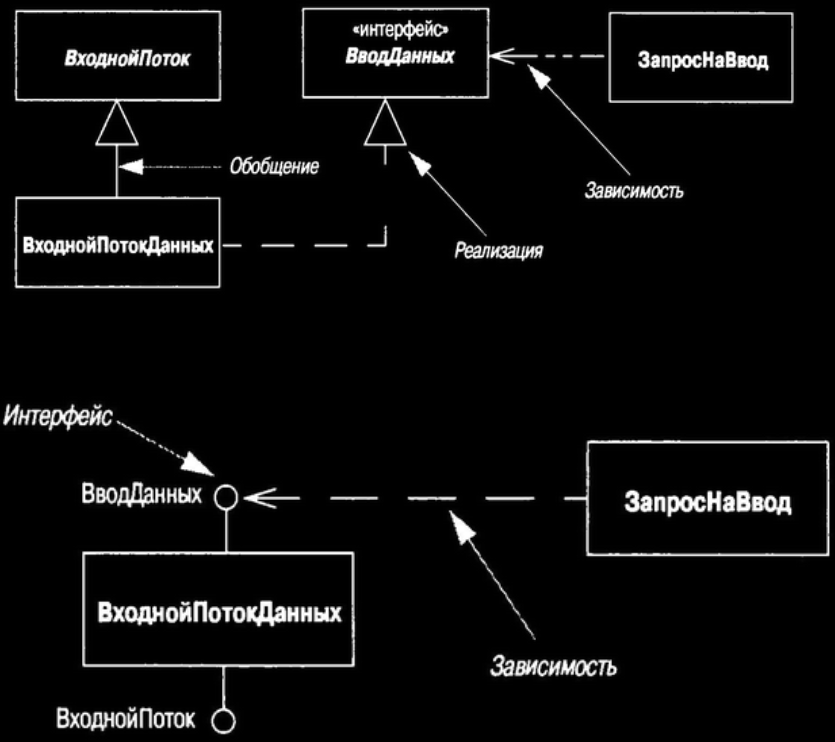 ВходнойПоток
«интерфейс»
ВводДанных
ЗапросНаВвод
Обобщение
Зависимость
ВходнойПотокДанных
Реализация
Интерфейс
ВводДанных
ЗапросНаВвод
ВходнойПотокДанных
Зависимость
ВходнойПоток